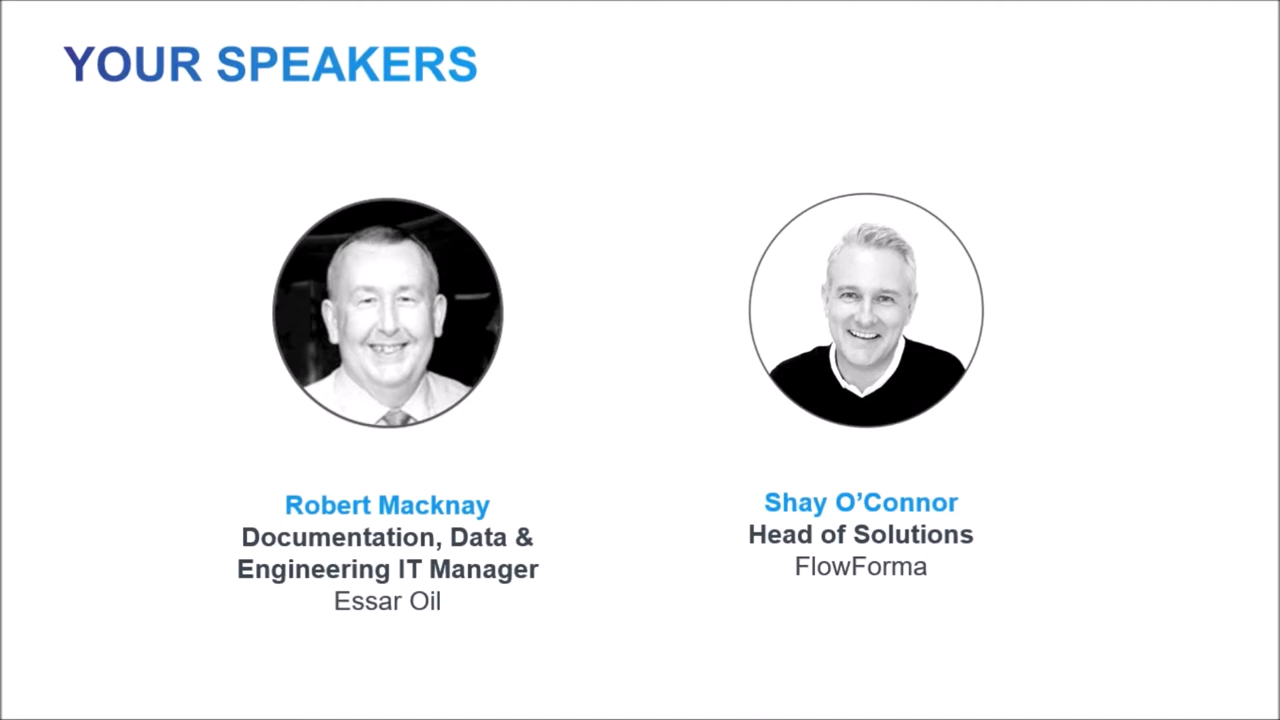 YOUR SPEAKERS
Robert Macknay
Documentation, Data &
Engineering IT Manager
Essar Oil
Shay O’Connor
Head of Solutions
FlowForma